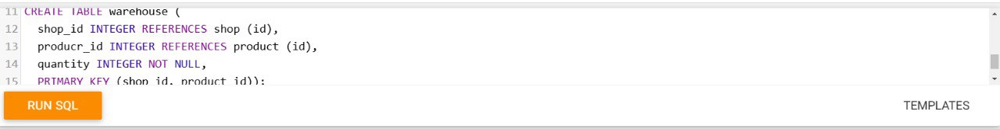 11 CREATE TABLE warehouse (
12 shop_id INTEGER REFERENCES shop (id),
13 producr_id INTEGER REFERENCES product (id),
14 quantity INTEGER NOT NULL,
15 PRIMARY KEY (shop_id, product_id));
RUN SQL
TEMPLATES